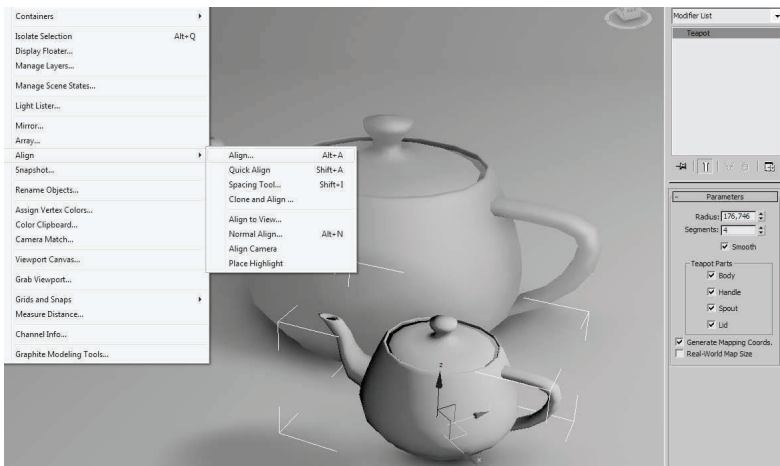 Containers
Isolate Selection Alt+Q
Display Floater...
Manage Layers...
Manage Scene States...
Light Lister...
Mirror...
Array...
Align
Snapshot...
Rename Objects...
Assign Vertex Colors...
Color Clipboard...
Camera Match...
Viewport Canvas...
Grab Viewport...
Grids and Snaps
Measure Distance...
Channel Info...
Graphite Modeling Tools...
Align... Alt+A
Quick Align Shift+A
Spacing Tool... Shift+I
Clone and Align ...
Align to View...
Normal Align... Alt+N
Align Camera
Place Highlight
z
x
Modifier List
Teapot
- Parameters
Radius: 176,746
Segments: 4
Smooth
Teapot Parts
Body
Handle
Spout
Lid
Generate Mapping Coords.
Real-World Map Size